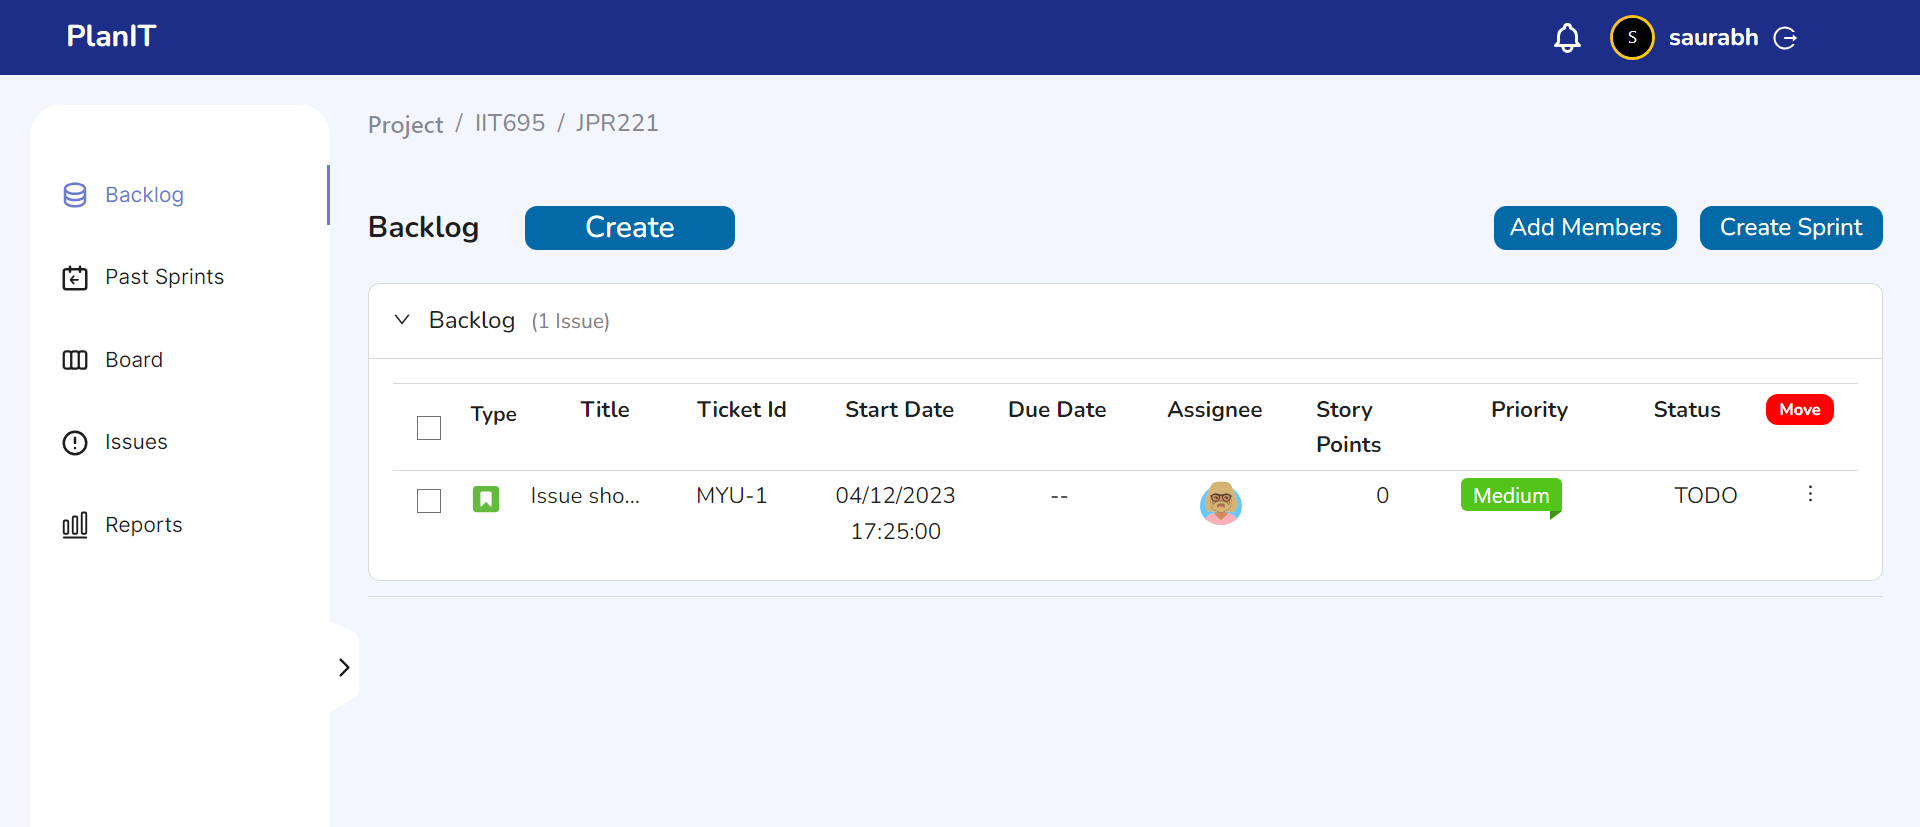 PlanIT
S saurabh
Project / IIT695 / JPR221
Backlog
Past Sprints
Board
Issues
Reports
Backlog Create Add Members Create Sprint
Backlog (1 Issue)
Type Title Ticket Id Start Date Due Date Assignee Story Points Priority Status Move
Issue sho... MYU-1 04/12/2023 17:25:00 -- 0 Medium TODO